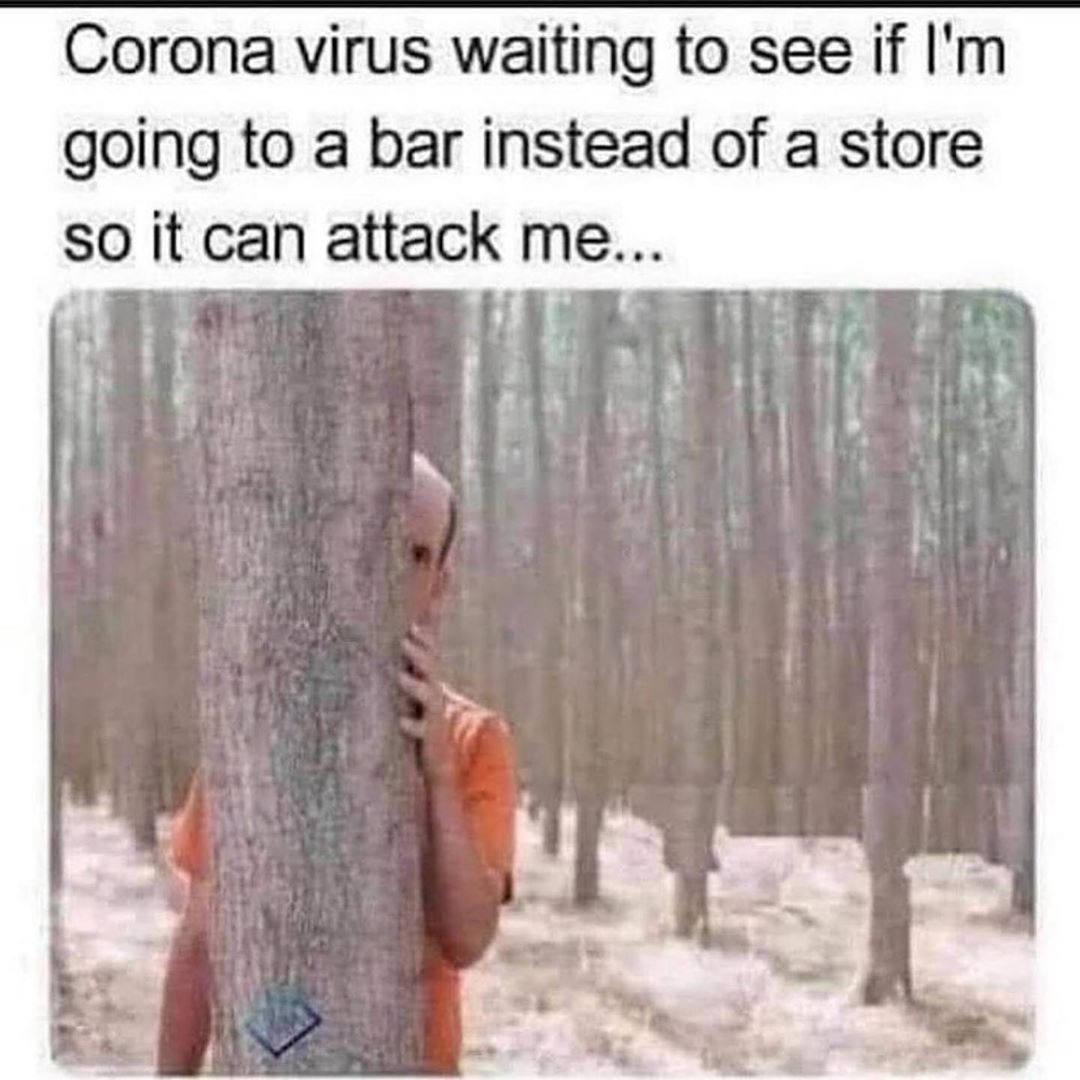 Corona virus waiting to see if I'm
going to a bar instead of a store
so it can attack me...